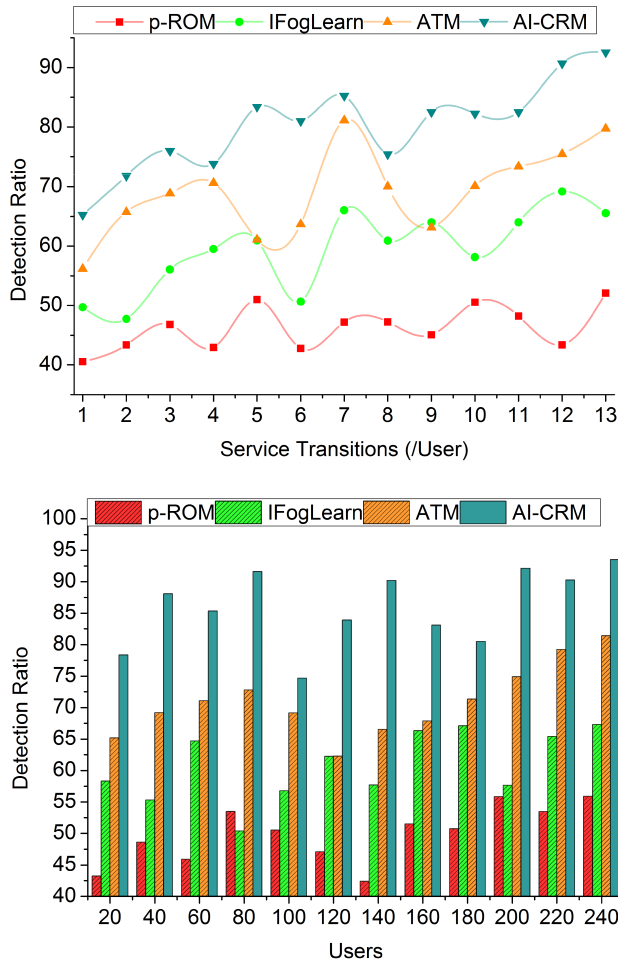 p-ROM IFogLearn ATM AI-CRM
90
80
70
60
50
40
Detection Ratio
1 2 3 4 5 6 7 8 9 10 11 12 13
Service Transitions (/User)
p-ROM IFogLearn ATM AI-CRM
100
95
90
85
80
75
70
65
60
55
50
45
40
Detection Ratio
20 40 60 80 100 120 140 160 180 200 220 240
Users